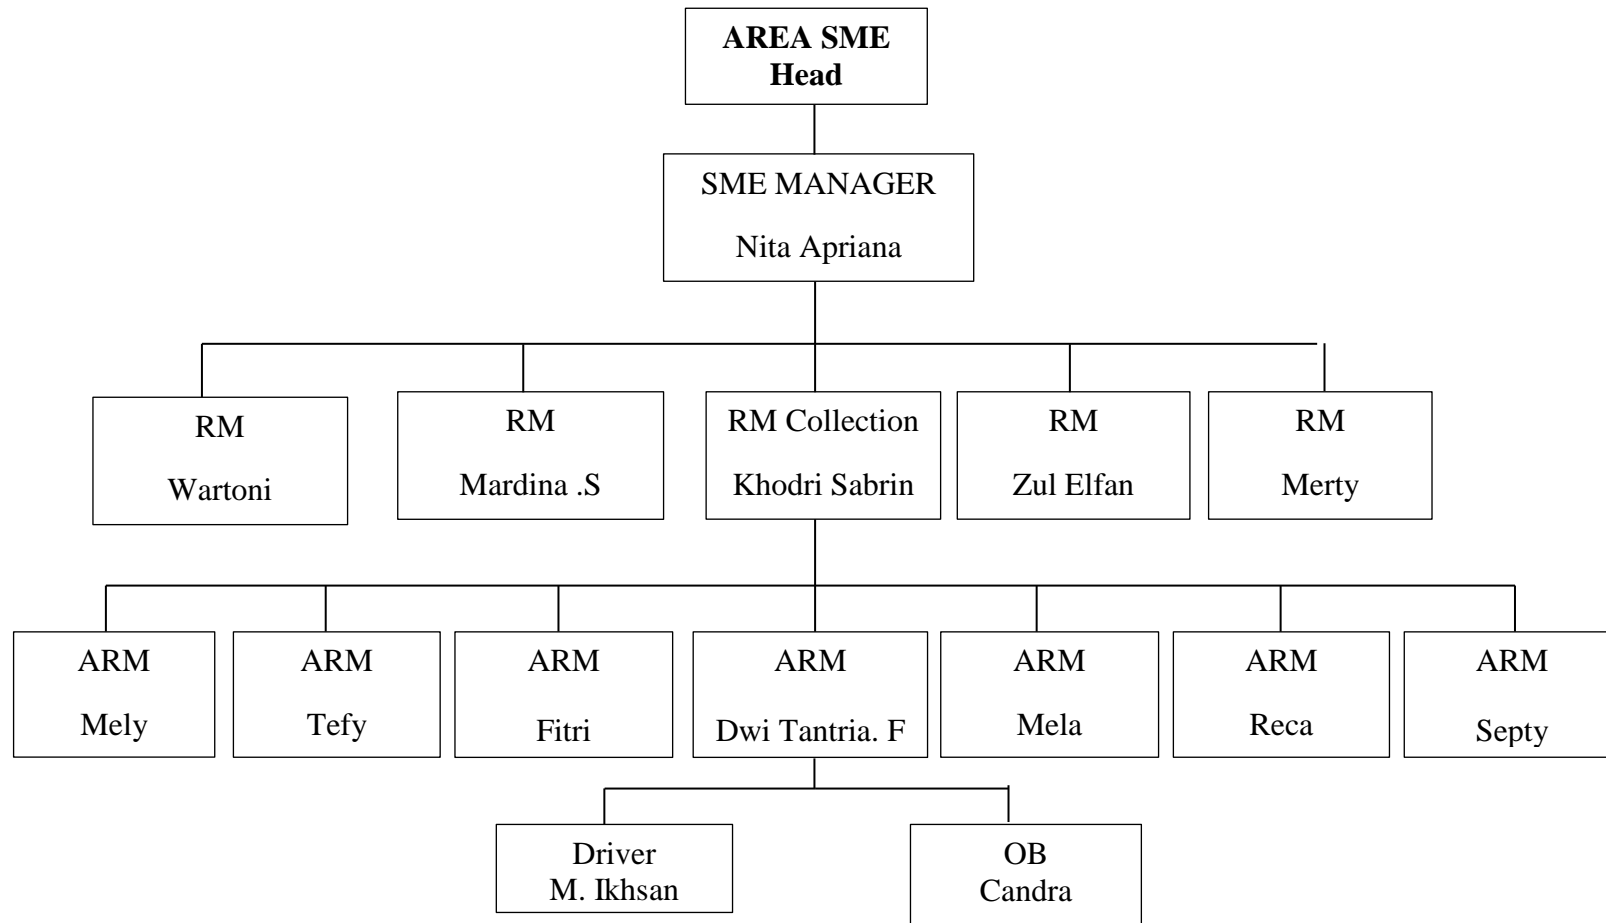 AREA SME
Head
SME MANAGER
Nita Apriana
RM
Wartoni
RM
Mardina .S
RM Collection
Khodri Sabrin
RM
Zul Elfan
RM
Merty
ARM
Mely
ARM
Tefy
ARM
Fitri
ARM
Dwi Tantria. F
ARM
Mela
ARM
Reca
ARM
Septy
Driver
M. Ikhsan
OB
Candra